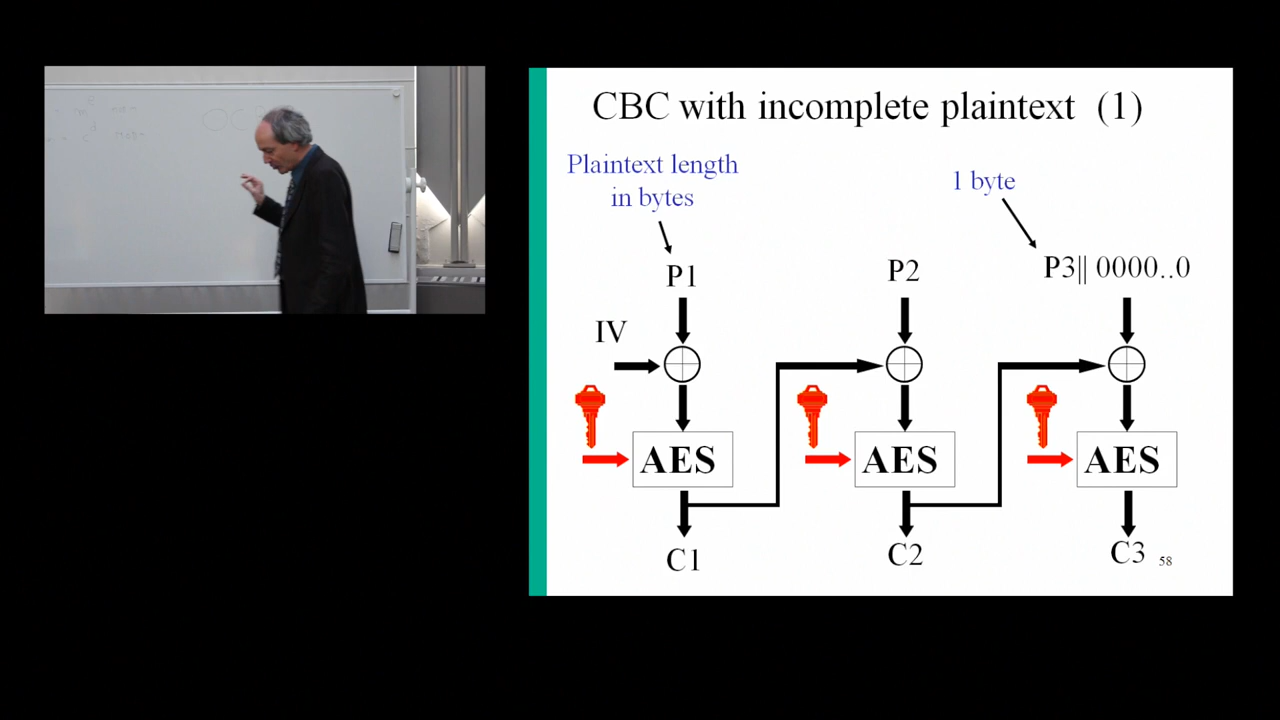 CBC with incomplete plaintext (1)
Plaintext length
in bytes
1 byte
P1
P2
P3|| 0000..0
IV
AES
AES
AES
C1
C2
C3
58